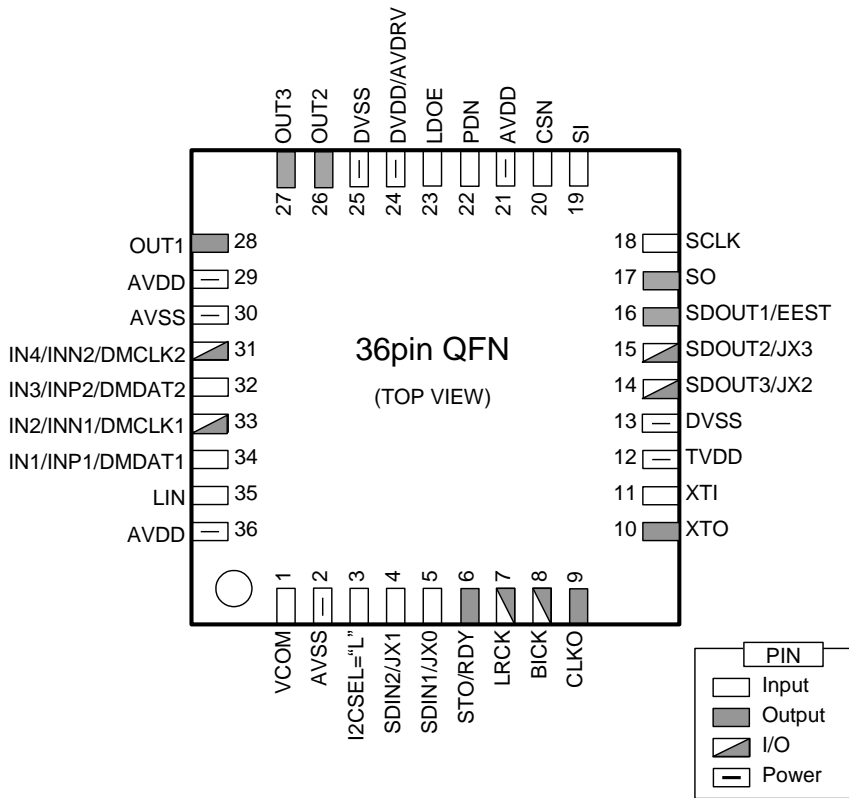 OUT3
OUT2
DVSS
DVDD/AVDRV
LDOE
PDN
AVDD
CSN
SI
27
26
25
24
23
22
21
20
19
OUT1 28
AVDD 29
AVSS 30
IN4/INN2/DMCLK2 31
IN3/INP2/DMDAT2 32
IN2/INN1/DMCLK1 33
IN1/INP1/DMDAT1 34
LIN 35
AVDD 36
36pin QFN
(TOP VIEW)
18 SCLK
17 SO
16 SDOUT1/EEST
15 SDOUT2/JX3
14 SDOUT3/JX2
13 DVSS
12 TVDD
11 XTI
10 XTO
1
2
3
4
5
6
7
8
9
VCOM
AVSS
I2CSEL=“L”
SDIN2/JX1
SDIN1/JX0
STO/RDY
LRCK
BICK
CLKO
PIN
Input
Output
I/O
Power